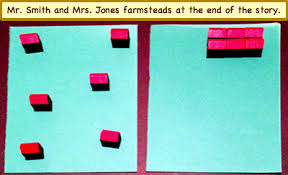 Mr. Smith and Mrs. Jones farmsteads at the end of the story.